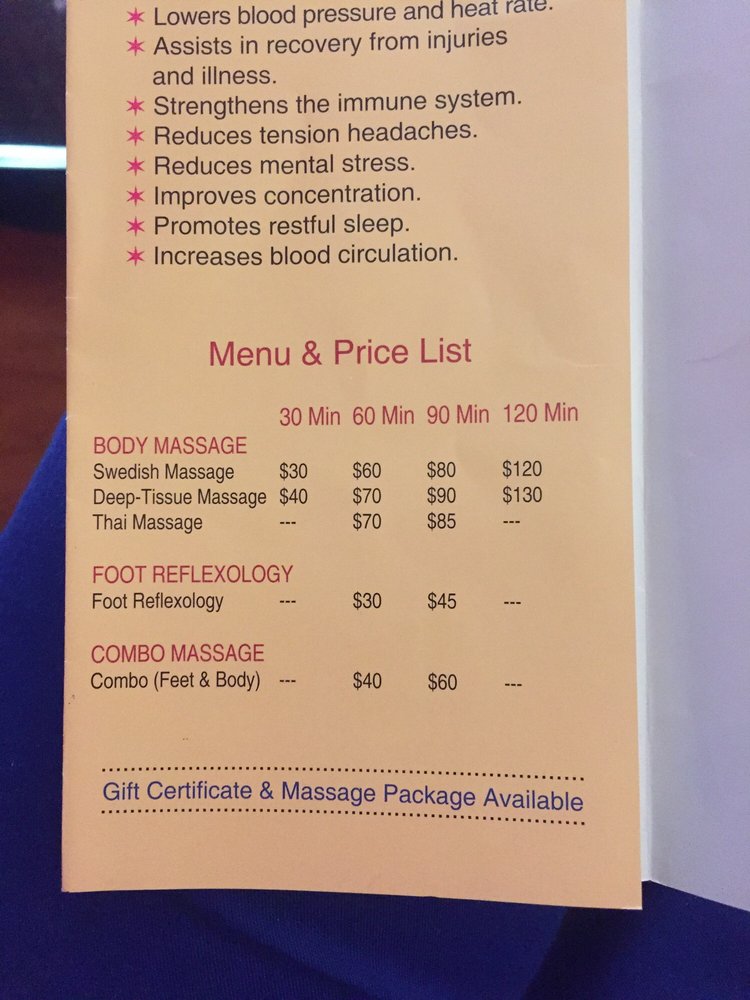 ✶ Lowers blood pressure and heat rate.
✶ Assists in recovery from injuries
and illness.
✶ Strengthens the immune system.
✶ Reduces tension headaches.
✶ Reduces mental stress.
✶ Improves concentration.
✶ Promotes restful sleep.
✶ Increases blood circulation.
Menu & Price List
30 Min 60 Min 90 Min 120 Min
BODY MASSAGE
Swedish Massage $30 $60 $80 $120
Deep-Tissue Massage $40 $70 $90 $130
Thai Massage --- $70 $85 ---
FOOT REFLEXOLOGY
Foot Reflexology --- $30 $45 ---
COMBO MASSAGE
Combo (Feet & Body) --- $40 $60 ---
Gift Certificate & Massage Package Available